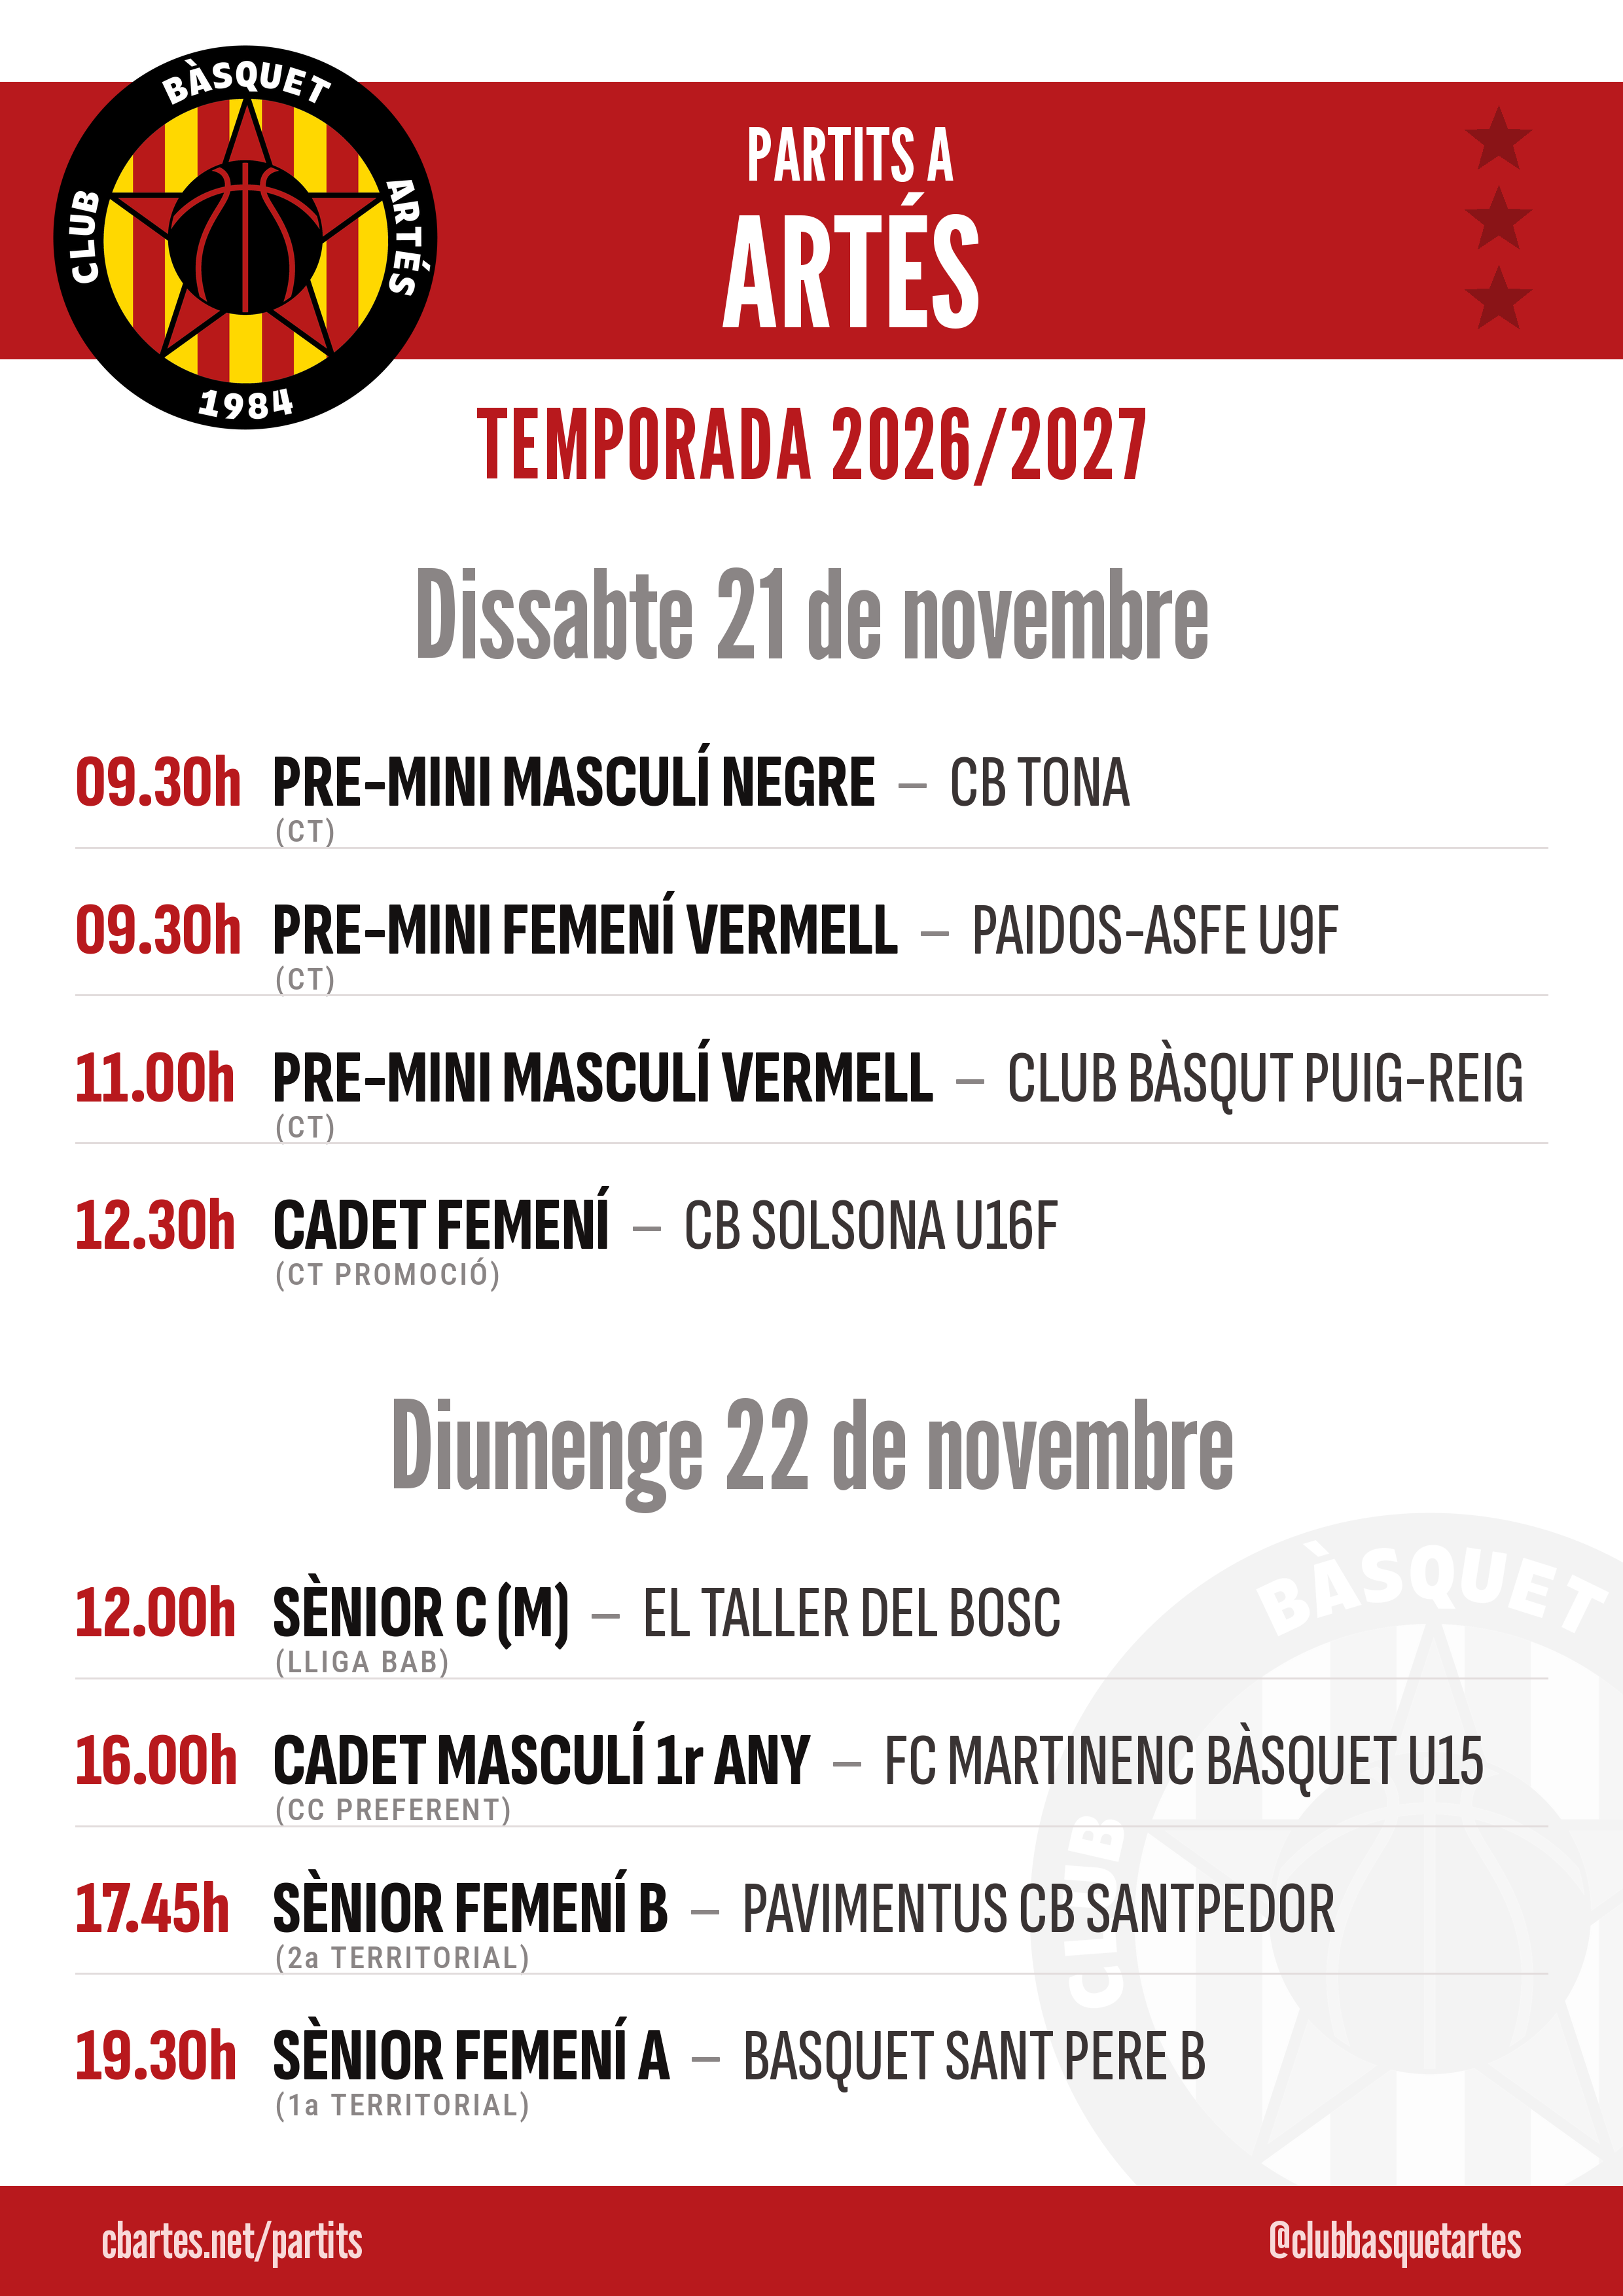 BÀSQUET
CLUB
ARTÉS
1984
PARTITS A
ARTÉS
TEMPORADA 2026/2027
Dissabte 21 de novembre
09.30h PRE-MINI MASCULÍ NEGRE – CB TONA
(CT)
09.30h PRE-MINI FEMENÍ VERMELL – PAIDOS-ASFE U9F
(CT)
11.00h PRE-MINI MASCULÍ VERMELL – CLUB BÀSQUT PUIG-REIG
(CT)
12.30h CADET FEMENÍ – CB SOLSONA U16F
(CT PROMOCIÓ)
Diumenge 22 de novembre
12.00h SÈNIOR C (M) – EL TALLER DEL BOSC
(LLIGA BAB)
16.00h CADET MASCULÍ 1r ANY – FC MARTINENC BÀSQUET U15
(CC PREFERENT)
17.45h SÈNIOR FEMENÍ B – PAVIMENTUS CB SANTPEDOR
(2a TERRITORIAL)
19.30h SÈNIOR FEMENÍ A – BASQUET SANT PERE B
(1a TERRITORIAL)
BÀSQUET
CLUB
cbartes.net/partits
@clubbasquetartes